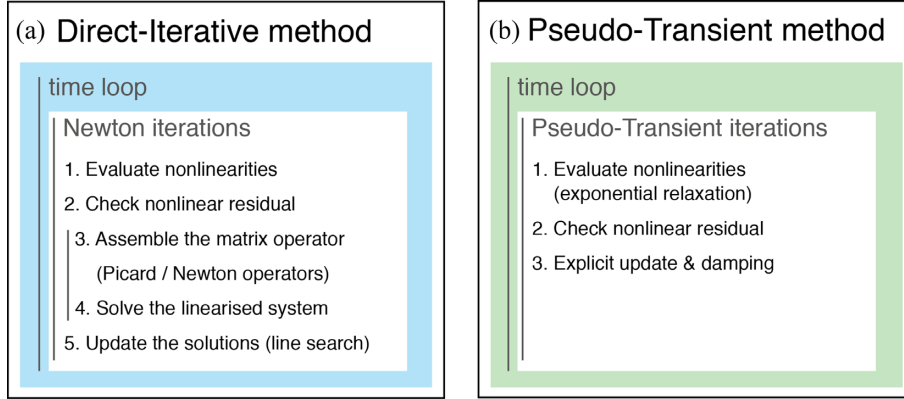 (a) Direct-Iterative method
time loop
Newton iterations
1. Evaluate nonlinearities
2. Check nonlinear residual
3. Assemble the matrix operator
(Picard / Newton operators)
4. Solve the linearised system
5. Update the solutions (line search)
(b) Pseudo-Transient method
time loop
Pseudo-Transient iterations
1. Evaluate nonlinearities
(exponential relaxation)
2. Check nonlinear residual
3. Explicit update & damping